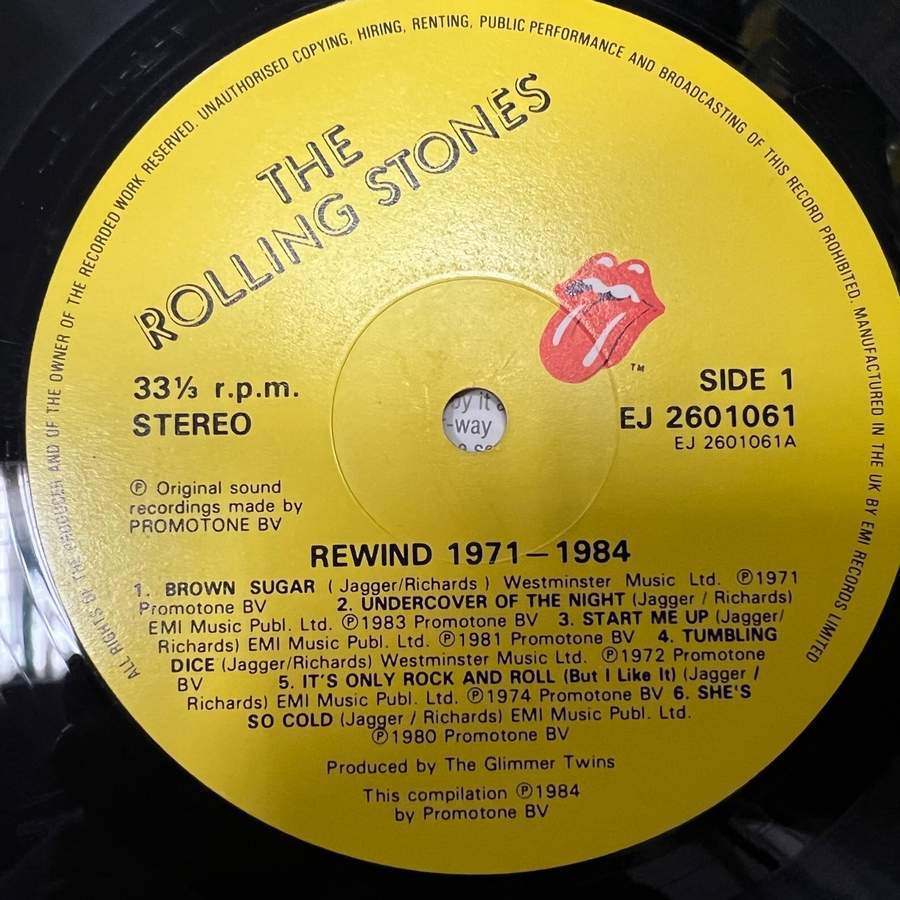 ALL RIGHTS OF THE PRODUCER AND OF THE OWNER OF THE RECORDED WORK RESERVED. UNAUTHORISED COPYING, HIRING, RENTING, PUBLIC PERFORMANCE AND BROADCASTING OF THIS RECORD PROHIBITED. MANUFACTURED IN THE UK BY EMI RECORDS LIMITED
THE
ROLLING STONES
TM
33⅓ r.p.m.
STEREO
SIDE 1
EJ 2601061
EJ 2601061A
-way
℗ Original sound
recordings made by
PROMOTONE BV
REWIND 1971–1984
1. BROWN SUGAR ( Jagger/Richards ) Westminster Music Ltd. ℗1971
Promotone BV 2. UNDERCOVER OF THE NIGHT (Jagger / Richards)
EMI Music Publ. Ltd. ℗1983 Promotone BV 3. START ME UP (Jagger/
Richards) EMI Music Publ. Ltd. ℗1981 Promotone BV 4. TUMBLING
DICE (Jagger/Richards) Westminster Music Ltd. ℗1972 Promotone
BV 5. IT'S ONLY ROCK AND ROLL (But I Like It) (Jagger /
Richards) EMI Music Publ. Ltd. ℗1974 Promotone BV 6. SHE'S
SO COLD (Jagger / Richards) EMI Music Publ. Ltd.
℗1980 Promotone BV
Produced by The Glimmer Twins
This compilation ℗1984
by Promotone BV